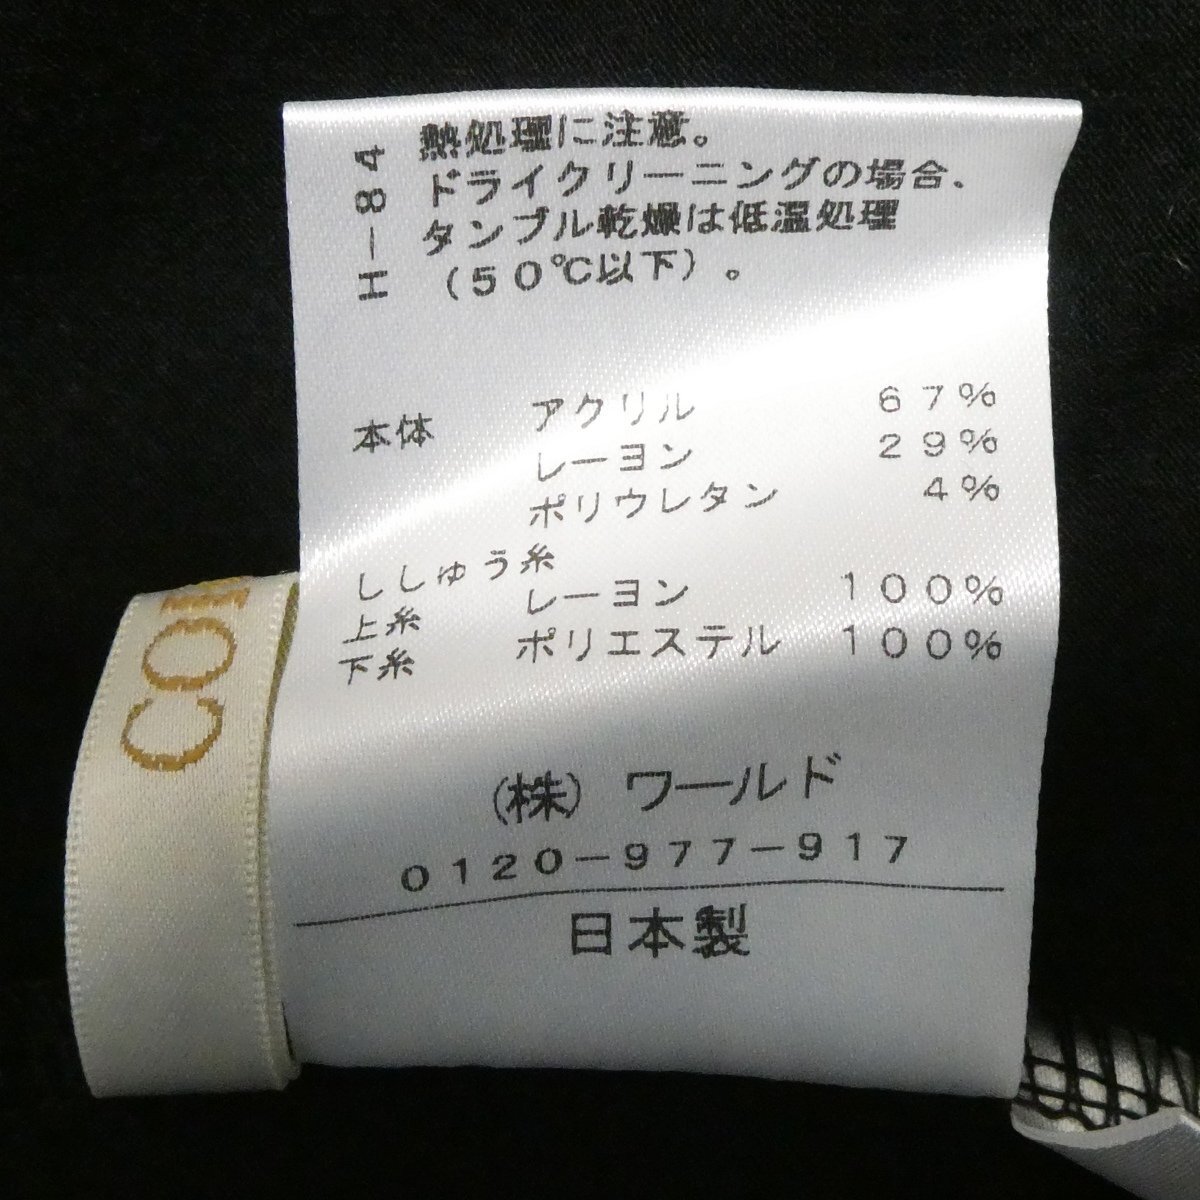 H-84
熱処理に注意。
ドライクリーニングの場合、
タンブル乾燥は低温処理
(50℃以下)。
本体 アクリル 67%
レーヨン 29%
ポリウレタン 4%
ししゅう糸
上糸 レーヨン 100%
下糸 ポリエステル 100%
(株) ワールド
0120-977-917
日本製